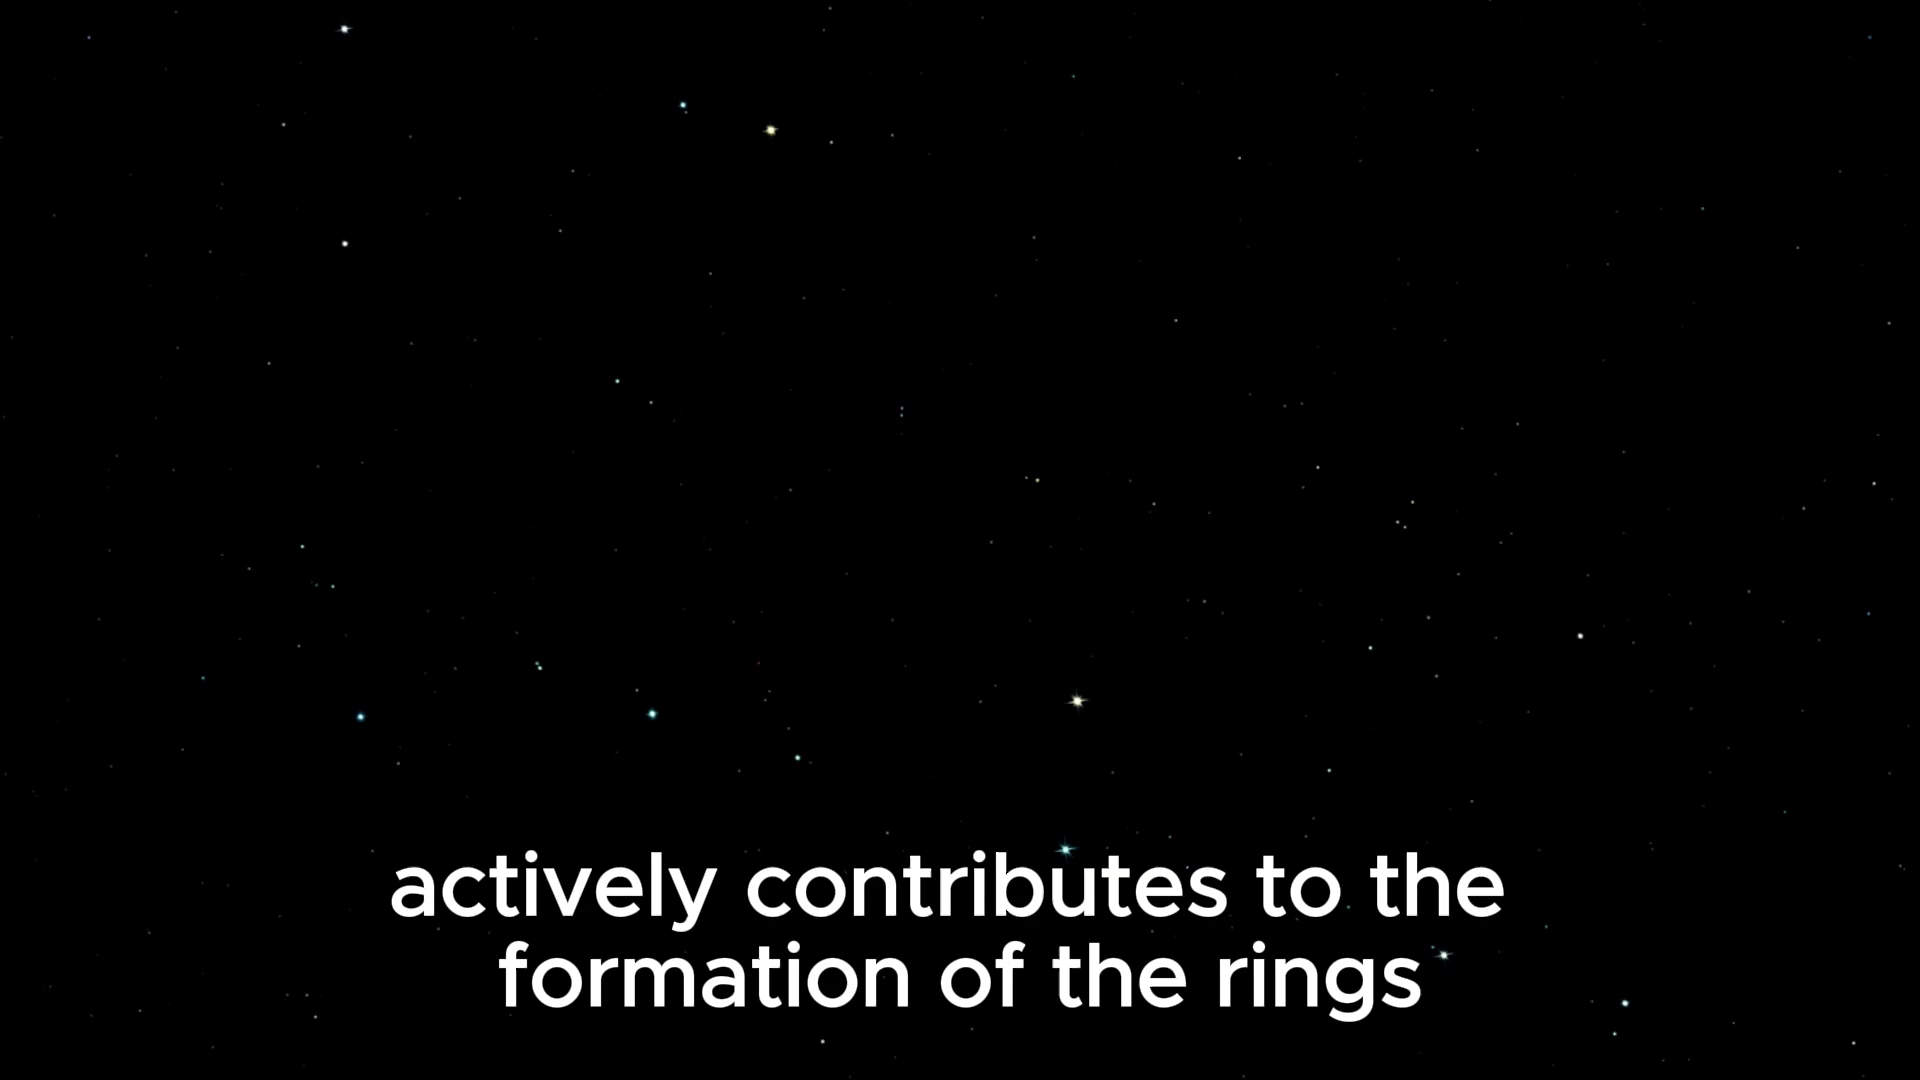 actively contributes to the
formation of the rings